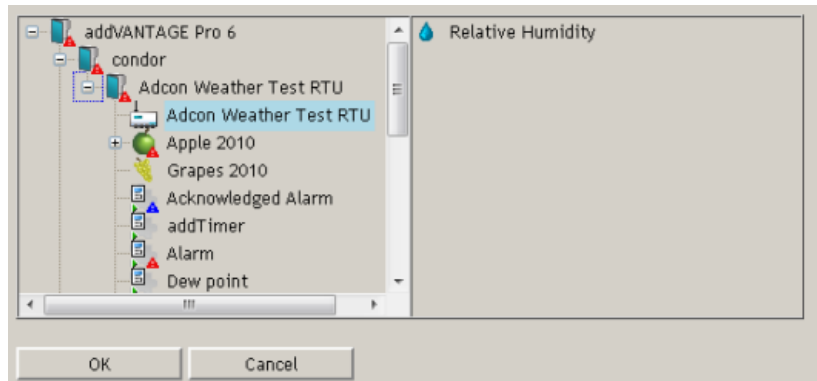 addVANTAGE Pro 6
condor
Adcon Weather Test RTU
Adcon Weather Test RTU
Apple 2010
Grapes 2010
Acknowledged Alarm
addTimer
Alarm
Dew point
Relative Humidity
OK
Cancel